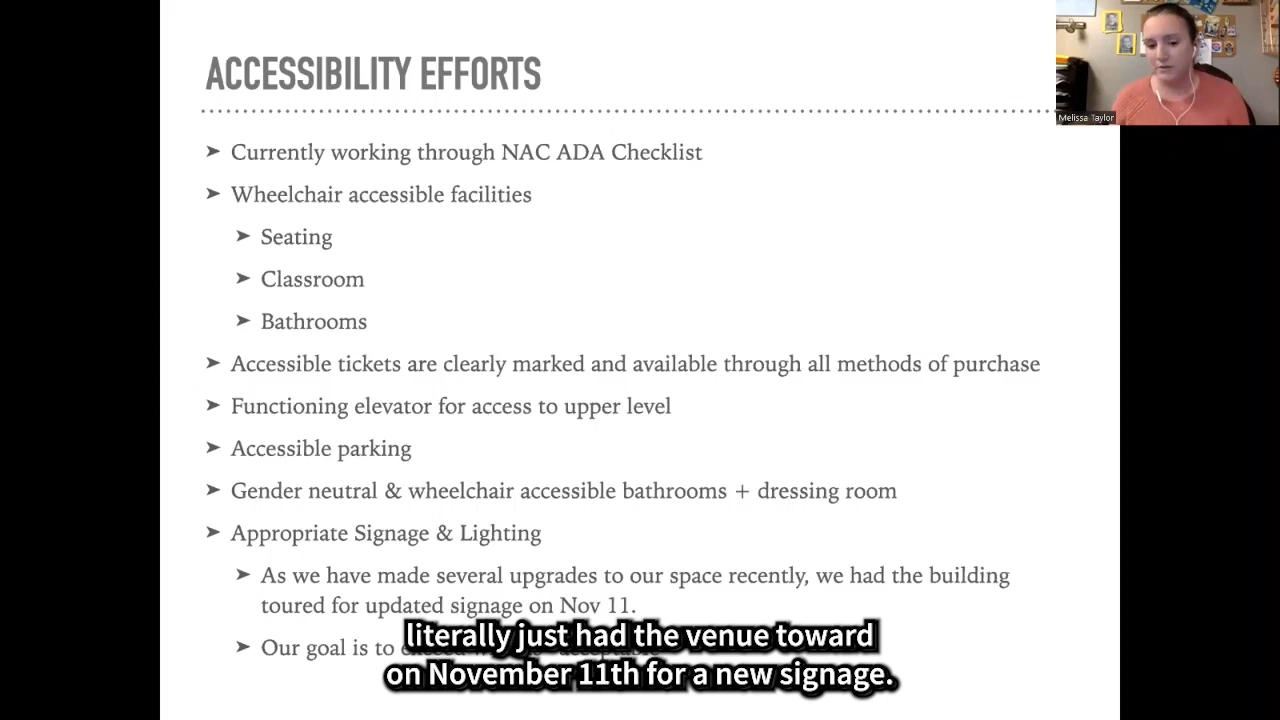 ACCESSIBILITY EFFORTS
Melissa Taylor
➤ Currently working through NAC ADA Checklist
➤ Wheelchair accessible facilities
➤ Seating
➤ Classroom
➤ Bathrooms
➤ Accessible tickets are clearly marked and available through all methods of purchase
➤ Functioning elevator for access to upper level
➤ Accessible parking
➤ Gender neutral & wheelchair accessible bathrooms + dressing room
➤ Appropriate Signage & Lighting
➤ As we have made several upgrades to our space recently, we had the building
toured for updated signage on Nov 11.
➤ Our goal is to
literally just had the venue toward
on November 11th for a new signage.